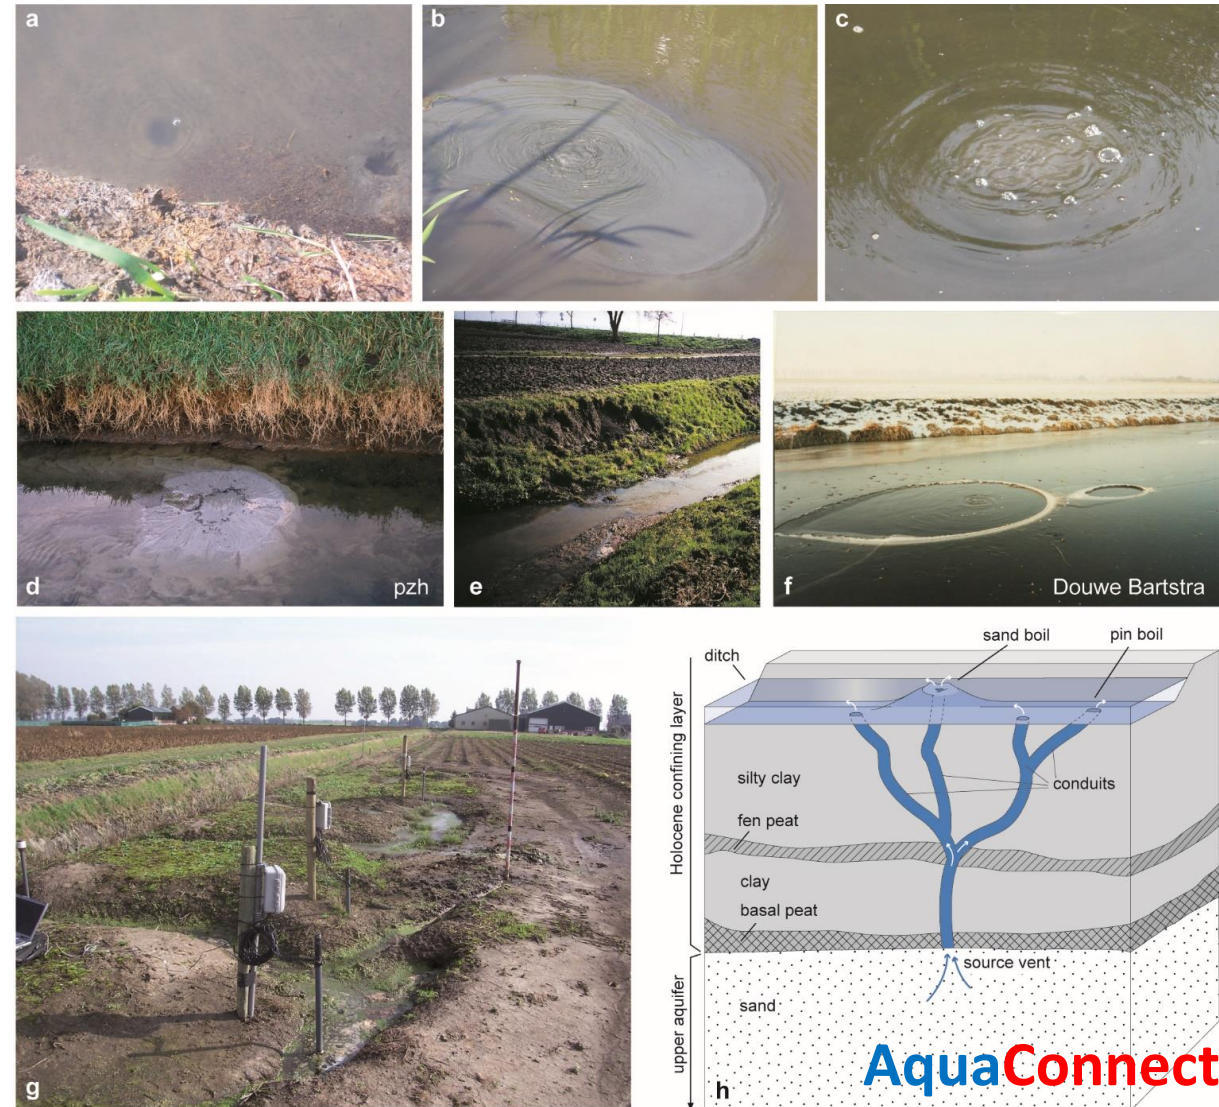 a
b
c
d
pzh
e
f
Douwe Bartstra
g
sand boil
pin boil
ditch
Holocene confining layer
silty clay
conduits
fen peat
clay
basal peat
source vent
upper aquifer
sand
h
AquaConnect